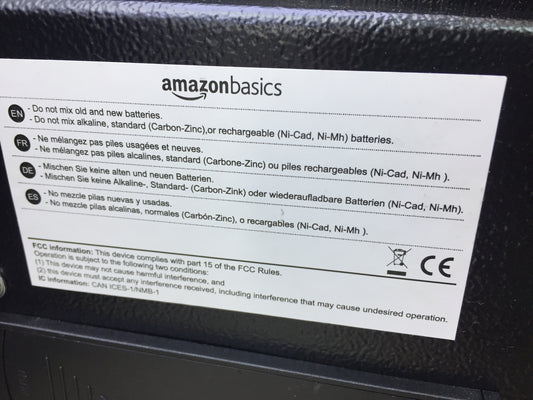 amazonbasics
EN - Do not mix old and new batteries.
- Do not mix alkaline, standard (Carbon-Zinc),or rechargeable (Ni-Cad, Ni-Mh) batteries.
FR - Ne mélangez pas piles usagées et neuves.
- Ne mélangez pas piles alcalines, standard (Carbone-Zinc) ou piles rechargeables (Ni-Cad, Ni-Mh ).
DE - Mischen Sie keine alten und neuen Batterien.
- Mischen Sie keine Alkaline-, Standard- (Carbon-Zink) oder wiederaufladbare Batterien (Ni-Cad, Ni-Mh).
ES - No mezcle pilas nuevas y usadas.
- No mezcle pilas alcalinas, normales (Carbón-Zinc), o recargables (Ni-Cad, Ni-Mh ).
FCC information: This device complies with part 15 of the FCC Rules.
Operation is subject to the following two conditions:
(1) This device may not cause harmful interference, and
(2) this device must accept any interference received, including interference that may cause undesired operation.
IC information: CAN ICES-1/NMB-1
CE